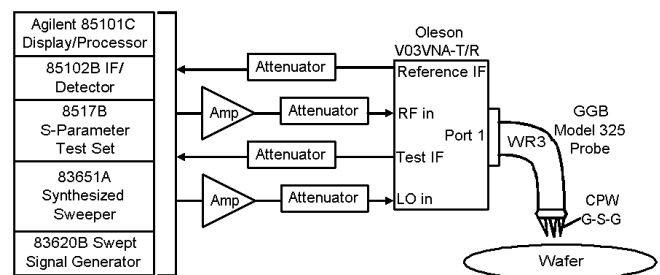 Agilent 85101C
Display/Processor
85102B IF/
Detector
8517B
S-Parameter
Test Set
83651A
Synthesized
Sweeper
83620B Swept
Signal Generator
Attenuator
Amp
Attenuator
Attenuator
Amp
Attenuator
Oleson
V03VNA-T/R
Reference IF
RF in
Port 1
Test IF
LO in
WR3
GGB
Model 325
Probe
CPW
G-S-G
Wafer